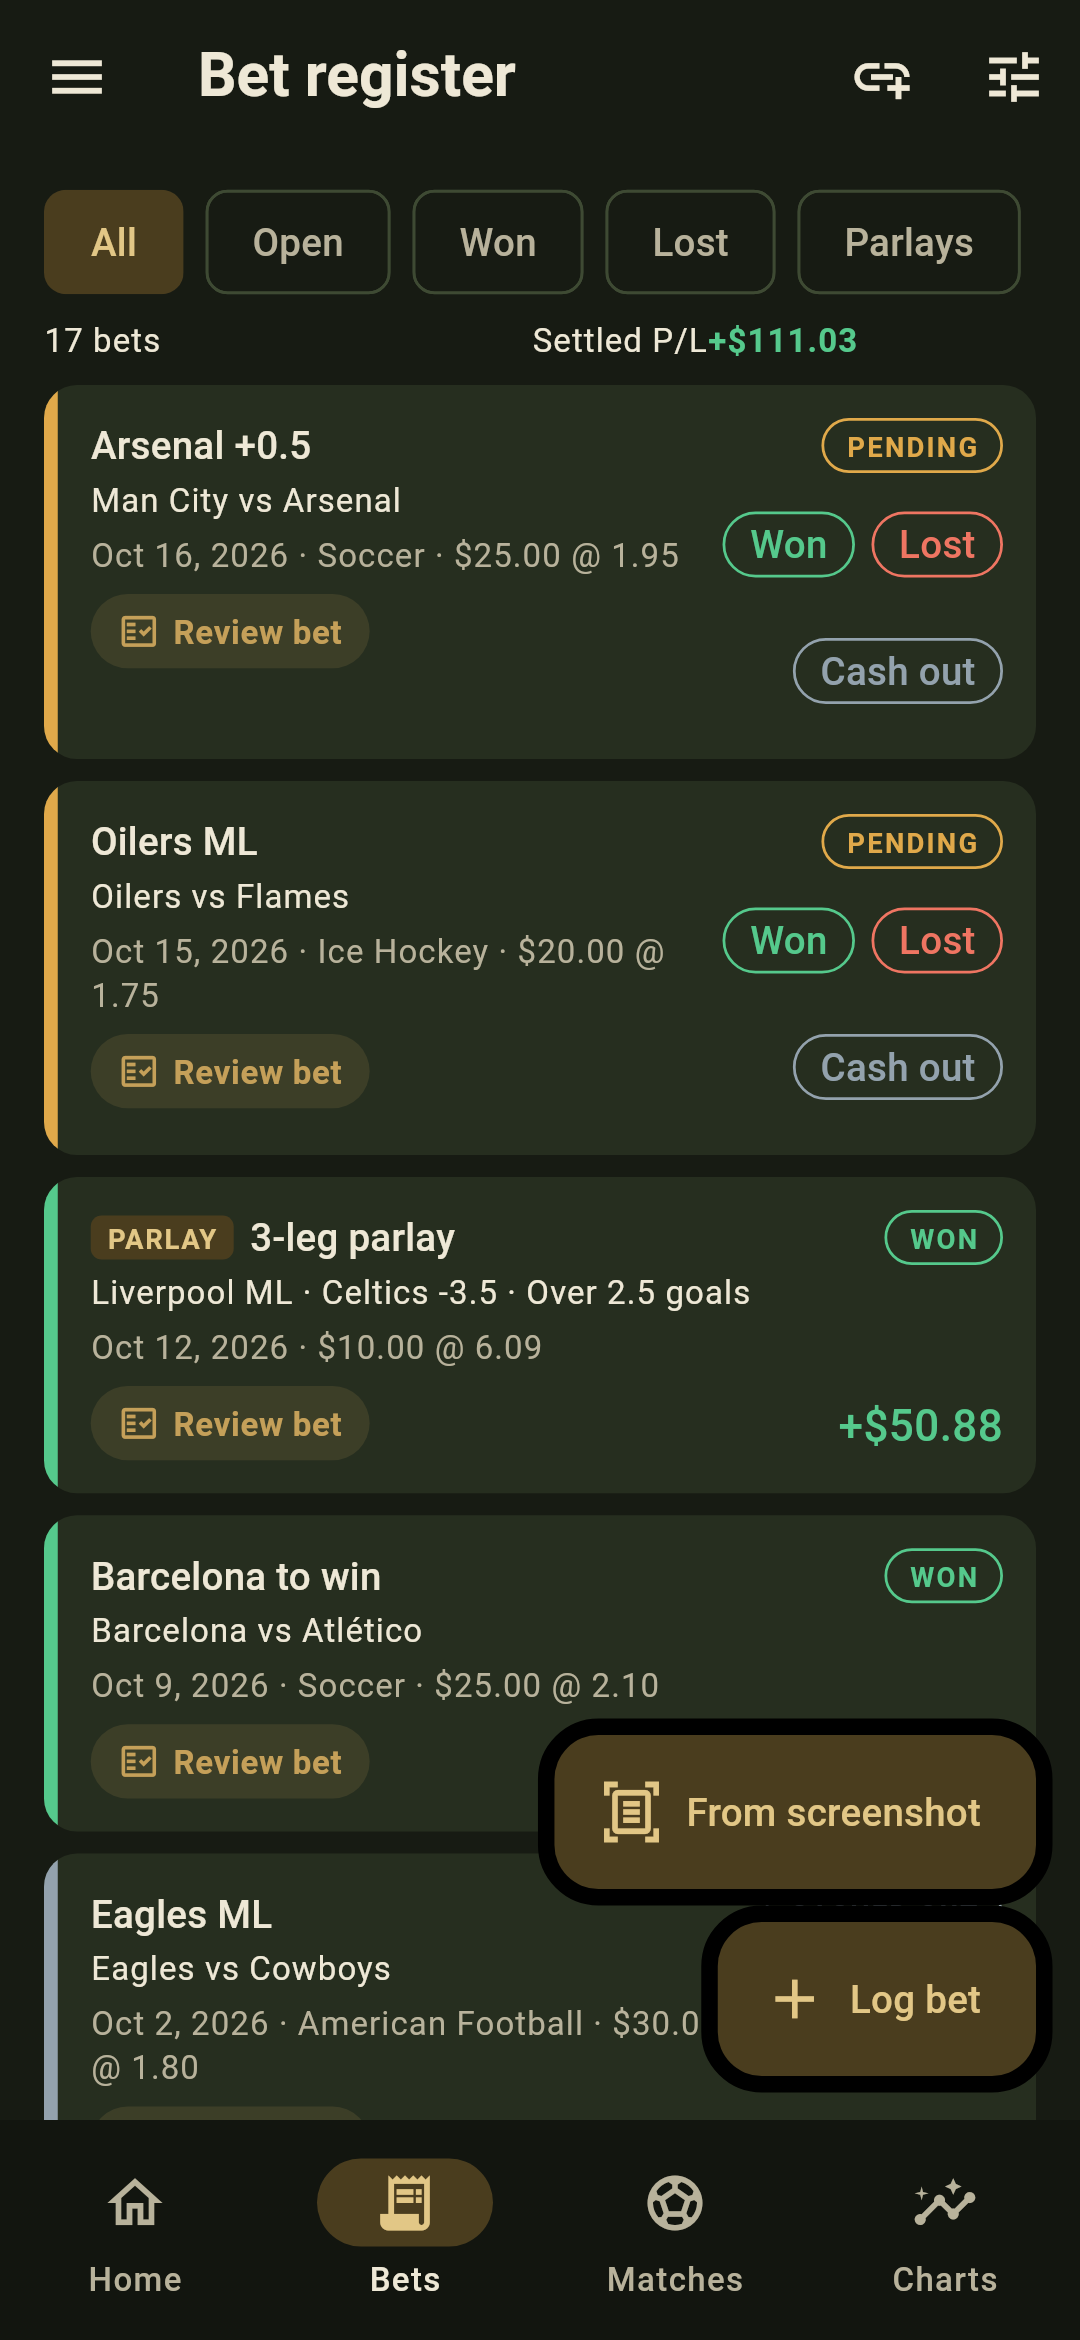 Bet register
All
Open
Won
Lost
Parlays
17 bets
Settled P/L+$111.03
Arsenal +0.5
PENDING
Man City vs Arsenal
Oct 16, 2026 · Soccer · $25.00 @ 1.95
Won
Lost
Review bet
Cash out
Oilers ML
PENDING
Oilers vs Flames
Oct 15, 2026 · Ice Hockey · $20.00 @
1.75
Won
Lost
Review bet
Cash out
PARLAY
3-leg parlay
WON
Liverpool ML · Celtics -3.5 · Over 2.5 goals
Oct 12, 2026 · $10.00 @ 6.09
Review bet
+$50.88
Barcelona to win
WON
Barcelona vs Atlético
Oct 9, 2026 · Soccer · $25.00 @ 2.10
Review bet
From screenshot
Eagles ML
Eagles vs Cowboys
Oct 2, 2026 · American Football · $30.0
@ 1.80
Log bet
Home
Bets
Matches
Charts